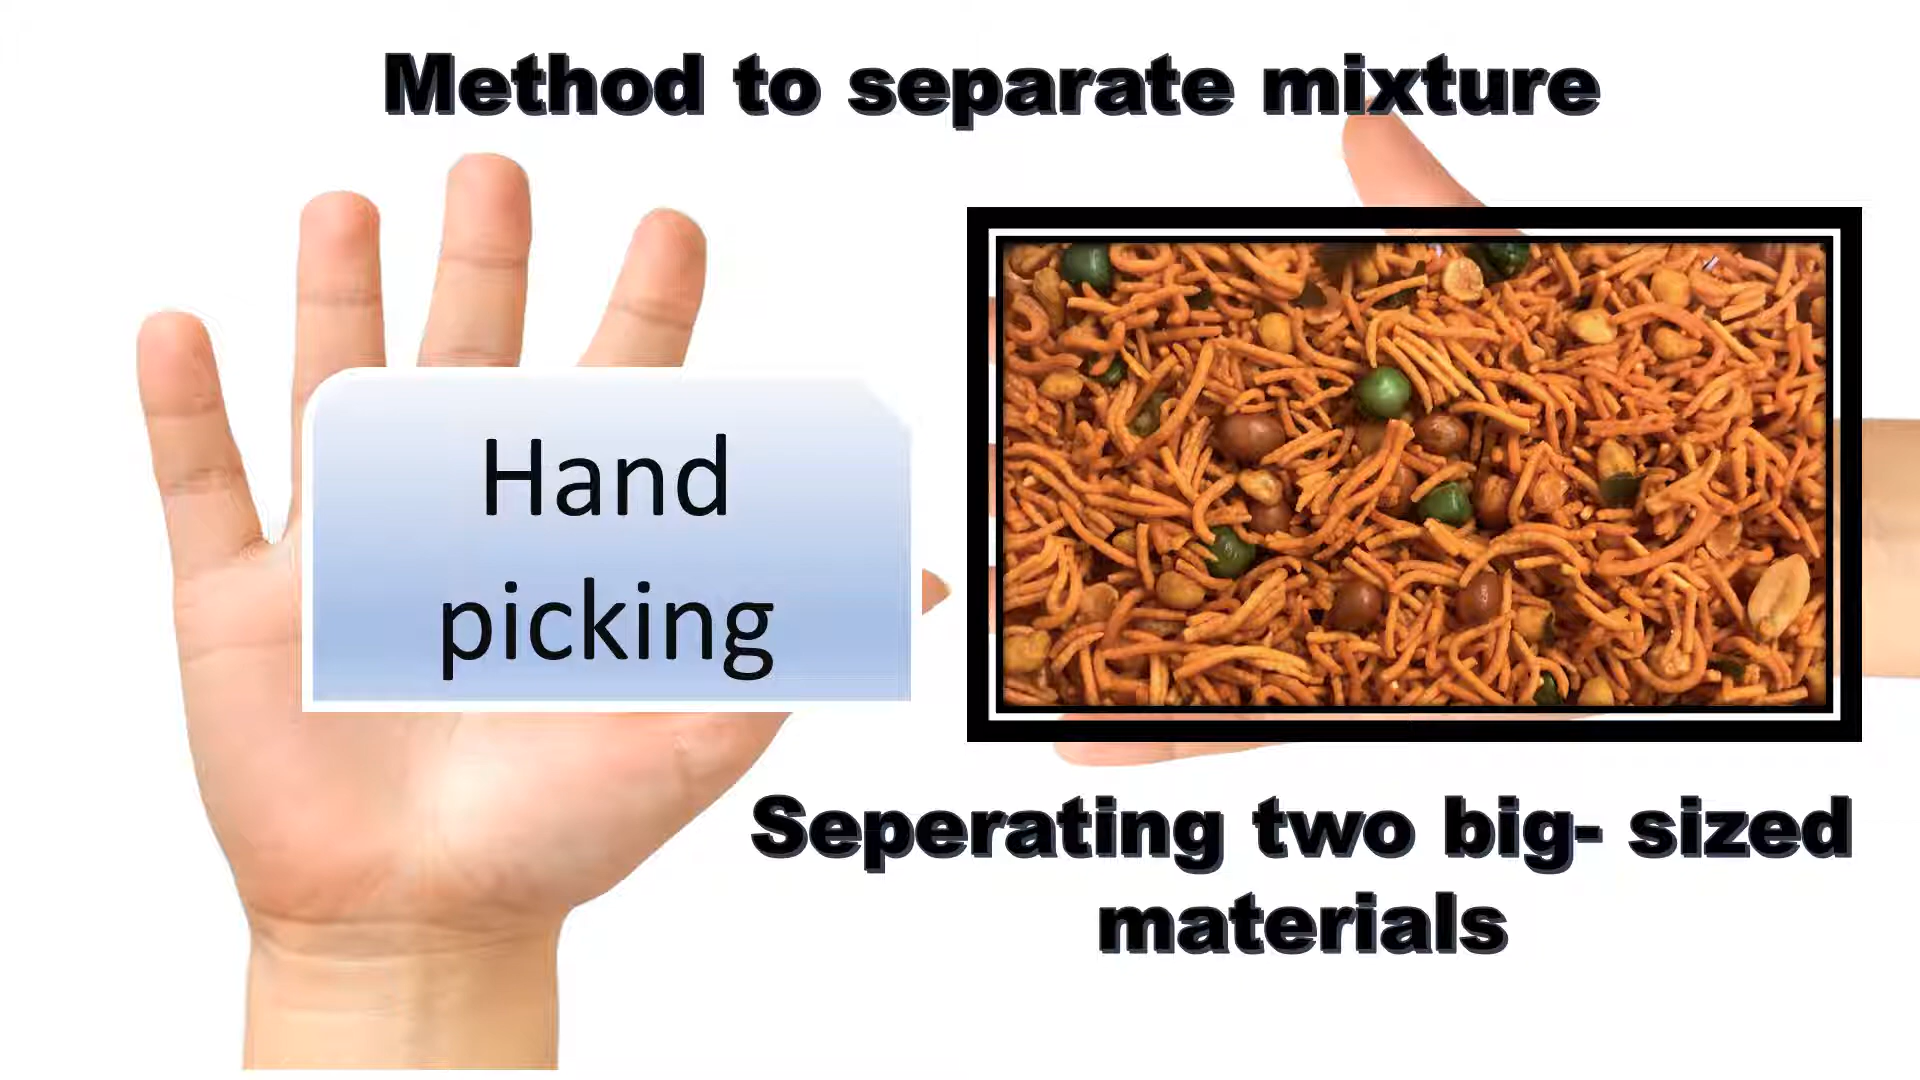 Method to separate mixture
Hand
picking
Seperating two big- sized
materials